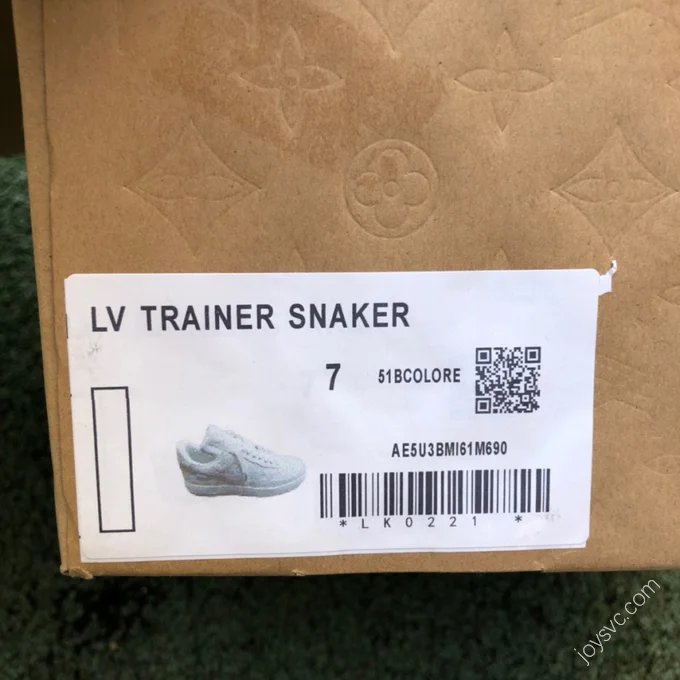 LV TRAINER SNAKER
7 51BCOLORE
AE5U3BMI61M690
*LK0221 *
joysvc.com